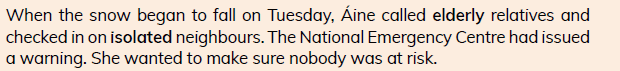 When the snow began to fall on Tuesday, Áine called elderly relatives and
checked in on isolated neighbours. The National Emergency Centre had issued
a warning. She wanted to make sure nobody was at risk.